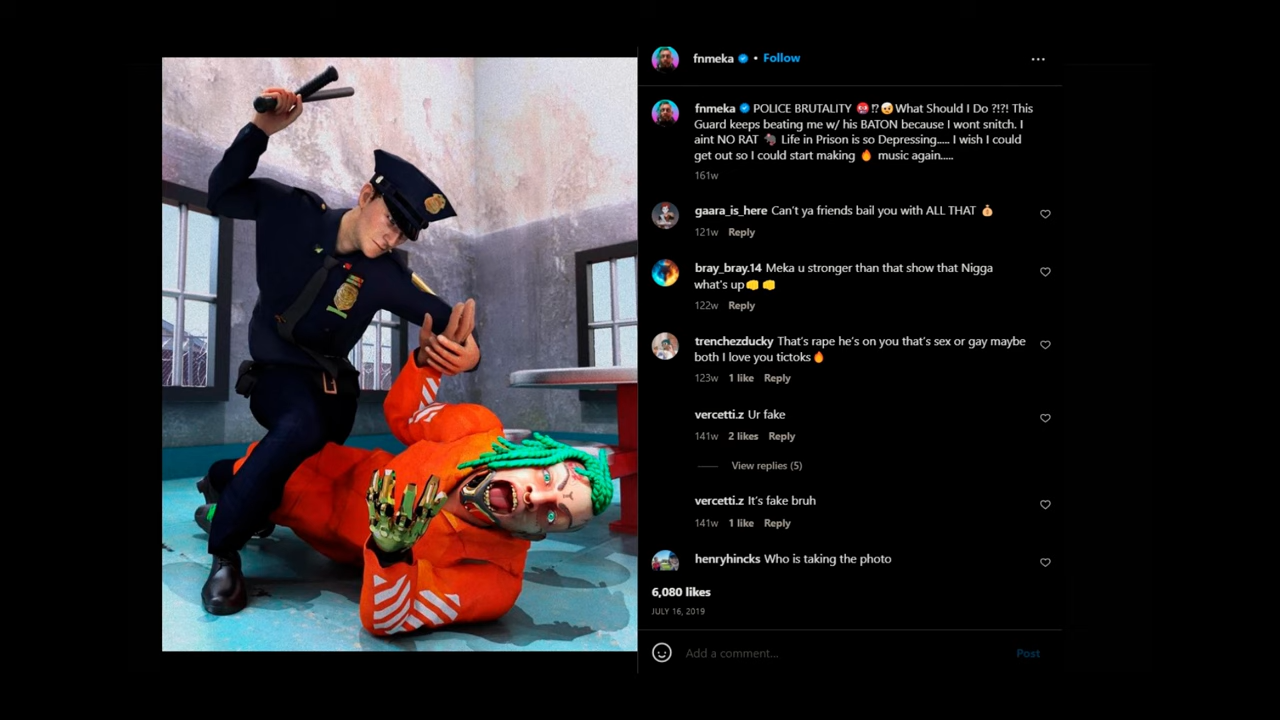 fnmeka • Follow
fnmeka POLICE BRUTALITY 😡⁉🤕What Should I Do ?!?! This
Guard keeps beating me w/ his BATON because I wont snitch. I
aint NO RAT 🐀 Life in Prison is so Depressing..... I wish I could
get out so I could start making 🔥 music again.....
161w
gaara_is_here Can't ya friends bail you with ALL THAT 💰
121w Reply
bray_bray.14 Meka u stronger than that show that Nigga
what's up👊👊
122w Reply
trenchezducky That's rape he's on you that's sex or gay maybe
both I love you tictoks🔥
123w 1 like Reply
vercetti.z Ur fake
141w 2 likes Reply
View replies (5)
vercetti.z It's fake bruh
141w 1 like Reply
henryhincks Who is taking the photo
6,080 likes
JULY 16, 2019
Add a comment...
Post